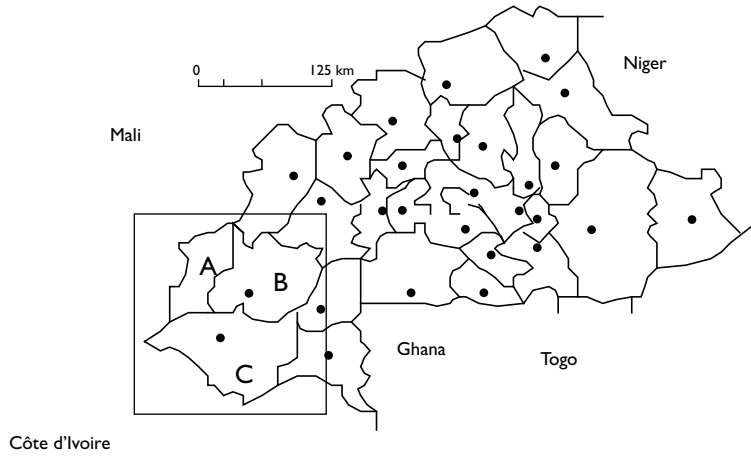 Niger
0 125 km
Mali
A
B
C
Ghana
Togo
Côte d'Ivoire